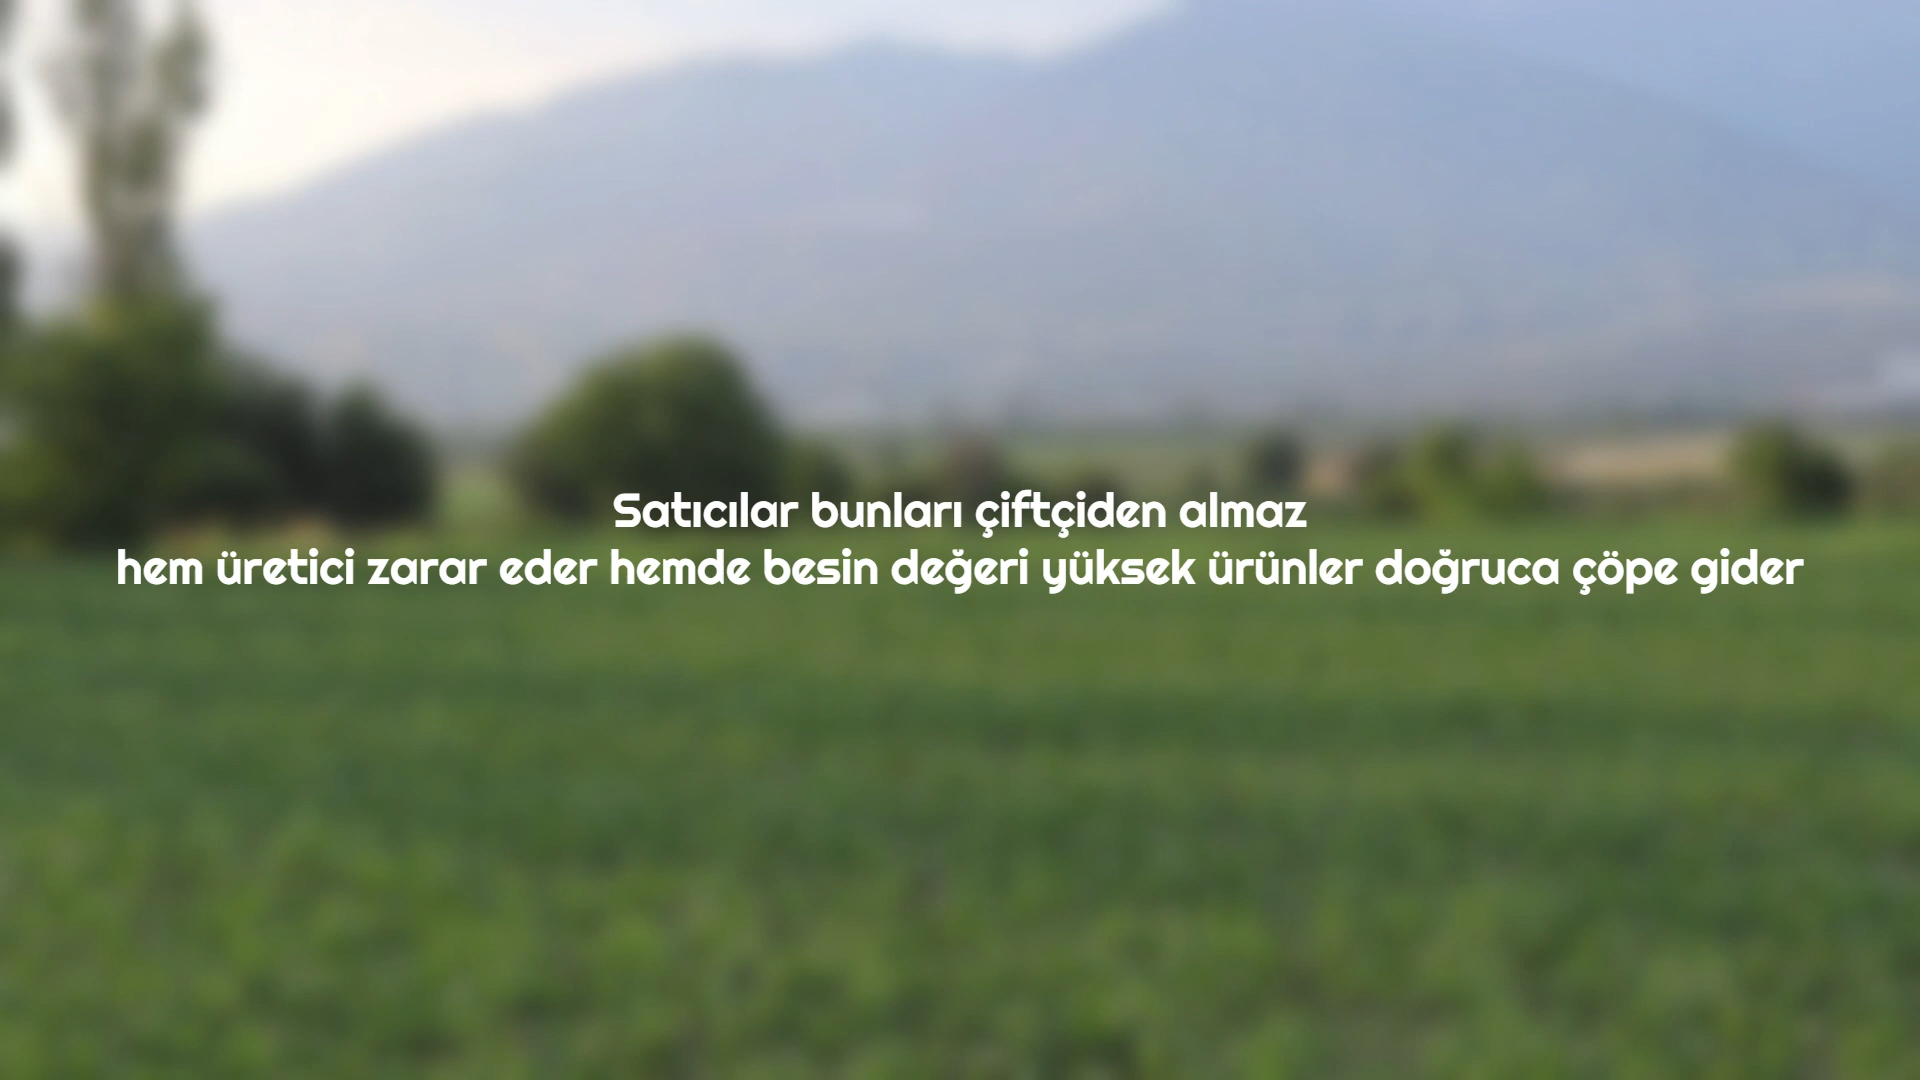 Satıcılar bunları çiftçiden almaz
hem üretici zarar eder hemde besin değeri yüksek ürünler doğruca çöpe gider